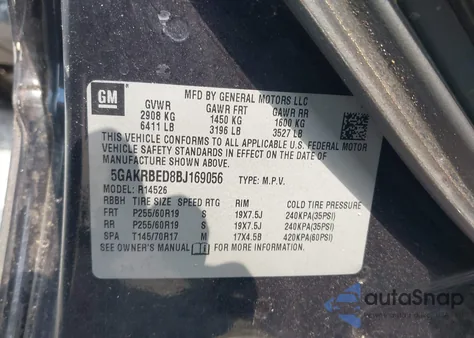 GM
MFD BY GENERAL MOTORS LLC
GVWR GAWR FRT GAWR RR
2908 KG 1450 KG 1600 KG
6411 LB 3196 LB 3527 LB
THIS VEHICLE CONFORMS TO ALL APPLICABLE U.S. FEDERAL MOTOR
VEHICLE SAFETY STANDARDS IN EFFECT ON THE DATE OF
MANUFACTURE SHOWN ABOVE.
5GAKRBED8BJ169056 TYPE: M.P.V.
MODEL: R14526
RBBH TIRE SIZE SPEED RTG RIM COLD TIRE PRESSURE
FRT P255/60R19 S 19X7.5J 240KPA(35PSI)
RR P255/60R19 S 19X7.5J 240KPA(35PSI)
SPA T145/70R17 M 17X4.5B 420KPA(60PSI)
SEE OWNER'S MANUAL FOR MORE INFORMATION.
autoSnap